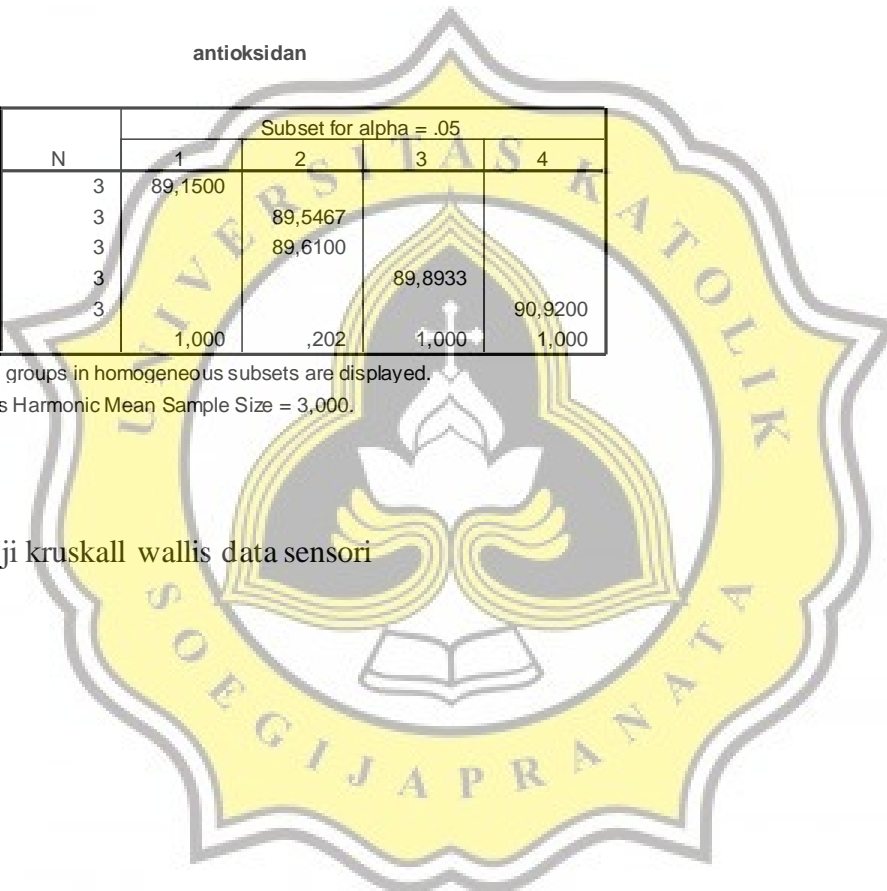 antioksidan
N Subset for alpha = .05
1 2 3 4
3 89,1500
3 89,5467
3 89,6100
3 89,8933
3 90,9200
1,000 ,202 1,000 1,000
groups in homogeneous subsets are displayed.
s Harmonic Mean Sample Size = 3,000.
ji kruskall wallis data sensori
UNIVERSITAS KATOLIK
SOEGIJAPRANATA